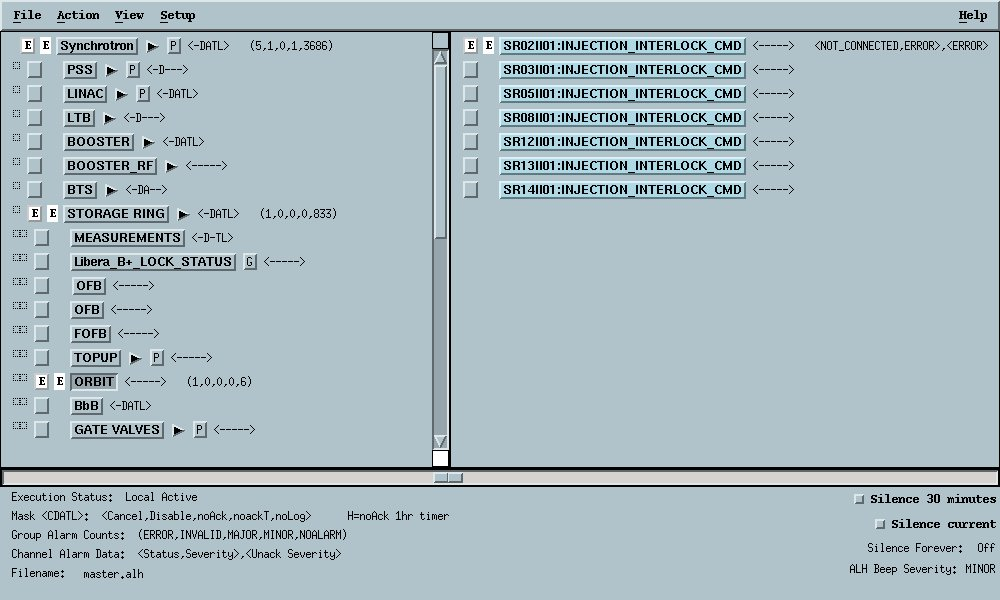 File Action View Setup Help
E E Synchrotron P <-DATL> (5,1,0,1,3686)
PSS P <-D--->
LINAC P <-DATL>
LTB <-D--->
BOOSTER <-DATL>
BOOSTER_RF <----->
BTS <-DA-->
E E STORAGE RING <-DATL> (1,0,0,0,833)
MEASUREMENTS <-D-TL>
Libera_B+_LOCK_STATUS G <----->
OFB <----->
OFB <----->
FOFB <----->
TOPUP P <----->
E E ORBIT <-----> (1,0,0,0,6)
BbB <-DATL>
GATE VALVES P <----->
E E SR02II01:INJECTION_INTERLOCK_CMD <-----> <NOT_CONNECTED,ERROR>,<ERROR>
SR03II01:INJECTION_INTERLOCK_CMD <----->
SR05II01:INJECTION_INTERLOCK_CMD <----->
SR08II01:INJECTION_INTERLOCK_CMD <----->
SR12II01:INJECTION_INTERLOCK_CMD <----->
SR13II01:INJECTION_INTERLOCK_CMD <----->
SR14II01:INJECTION_INTERLOCK_CMD <----->
Execution Status: Local Active
Mask <CDATL>: <Cancel,Disable,noAck,noackT,noLog> H=noAck 1hr timer
Group Alarm Counts: (ERROR,INVALID,MAJOR,MINOR,NOALARM)
Channel Alarm Data: <Status,Severity>,<Unack Severity>
Filename: master.alh
Silence 30 minutes
Silence current
Silence Forever: Off
ALH Beep Severity: MINOR